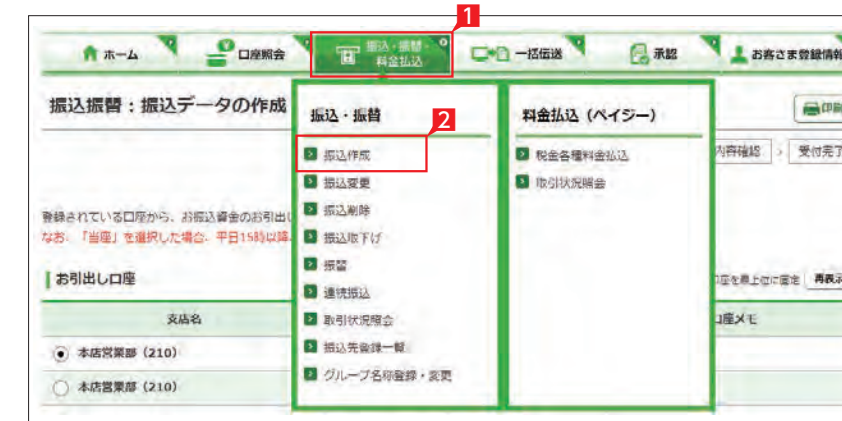 1
ホーム
口座照会
振込・振替・
料金払込
一括伝送
承認
お客さま登録情報
振込振替：振込データの作成
印刷
内容確認 › 受付完了
2
振込・振替
振込作成
振込変更
振込削除
振込取下げ
振替
連続振込
取引状況照会
振込先登録一覧
グループ名称登録・変更
料金払込（ペイジー）
税金各種料金払込
取引状況照会
登録されている口座から、お振込資金のお引出し
なお、「当座」を選択した場合、平日15時以降、
お引出し口座
口座を最上位に固定 再表示
支店名
口座メモ
本店営業部（210）
本店営業部（210）